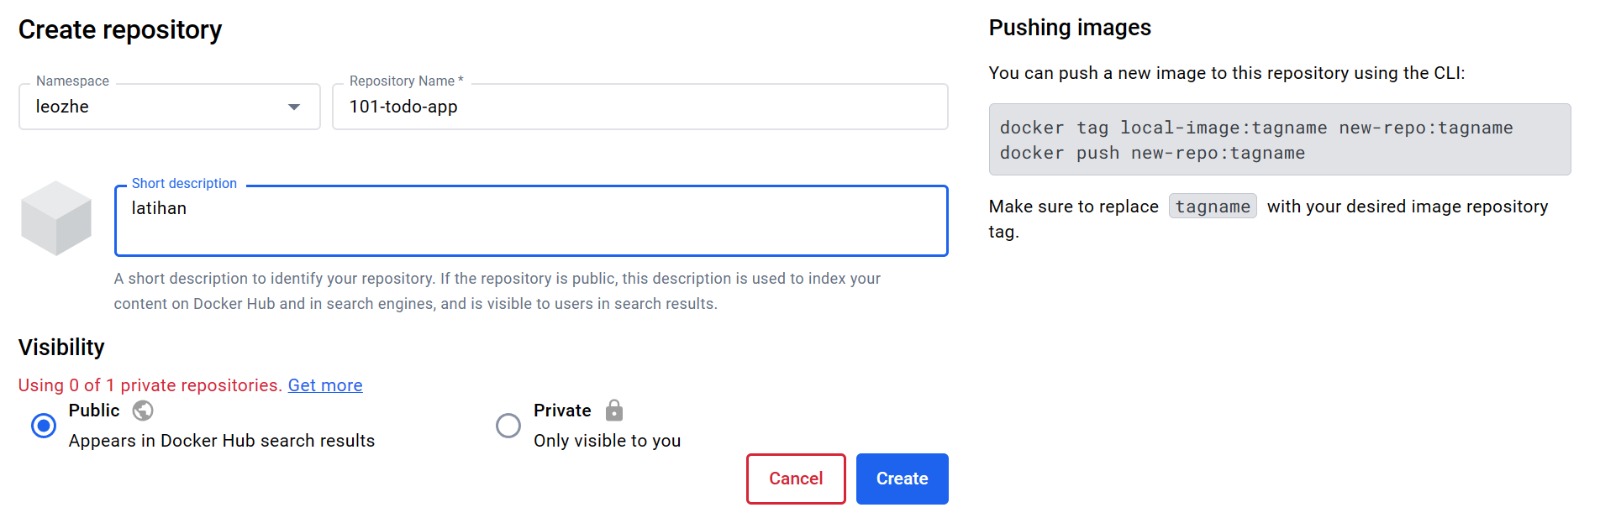 Create repository
Namespace
leozhe
Repository Name *
101-todo-app
Short description
latihan
A short description to identify your repository. If the repository is public, this description is used to index your
content on Docker Hub and in search engines, and is visible to users in search results.
Visibility
Using 0 of 1 private repositories. Get more
Public
Appears in Docker Hub search results
Private
Only visible to you
Cancel
Create
Pushing images
You can push a new image to this repository using the CLI:
docker tag local-image:tagname new-repo:tagname
docker push new-repo:tagname
Make sure to replace tagname with your desired image repository
tag.